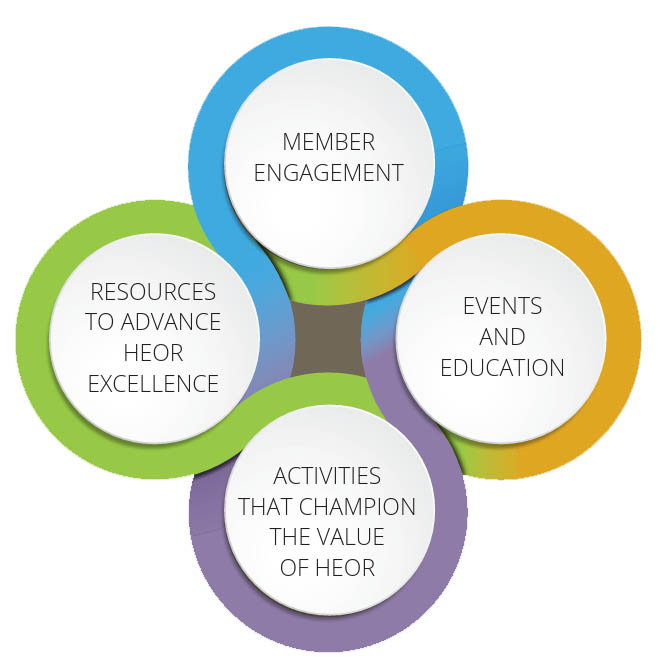 MEMBER
ENGAGEMENT
RESOURCES
TO ADVANCE
HEOR
EXCELLENCE
EVENTS
AND
EDUCATION
ACTIVITIES
THAT CHAMPION
THE VALUE
OF HEOR